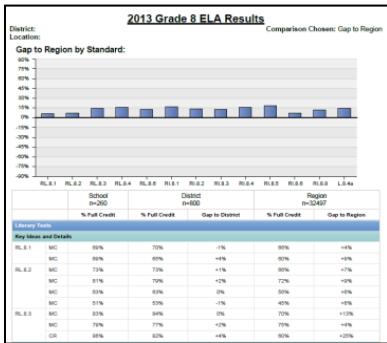 2013 Grade 8 ELA Results
District:
Location:
Comparison Chosen: Gap to Region
Gap to Region by Standard:
90%
75%
60%
45%
30%
15%
0%
-15%
-30%
-45%
-60%
-75%
-90%
RL.8.1 RL.8.2 RL.8.3 RL.8.4 RL.8.5 RI.8.1 RI.8.2 RI.8.3 RI.8.4 RI.8.5 RI.8.6 RI.8.8 L.8.4a
School District Region
n=260 n=800 n=32497
% Full Credit % Full Credit Gap to District % Full Credit Gap to Region
Literary Texts
Key Ideas and Details
RL.8.1 MC 69% 70% -1% 66% +4%
MC 69% 66% +4% 60% +9%
RL.8.2 MC 73% 73% +1% 66% +7%
MC 81% 79% +2% 72% +9%
MC 63% 63% 0% 56% +8%
MC 51% 53% -1% 45% +6%
RL.8.3 MC 83% 84% 0% 70% +13%
MC 79% 77% +2% 75% +4%
CR 86% 82% +4% 60% +25%